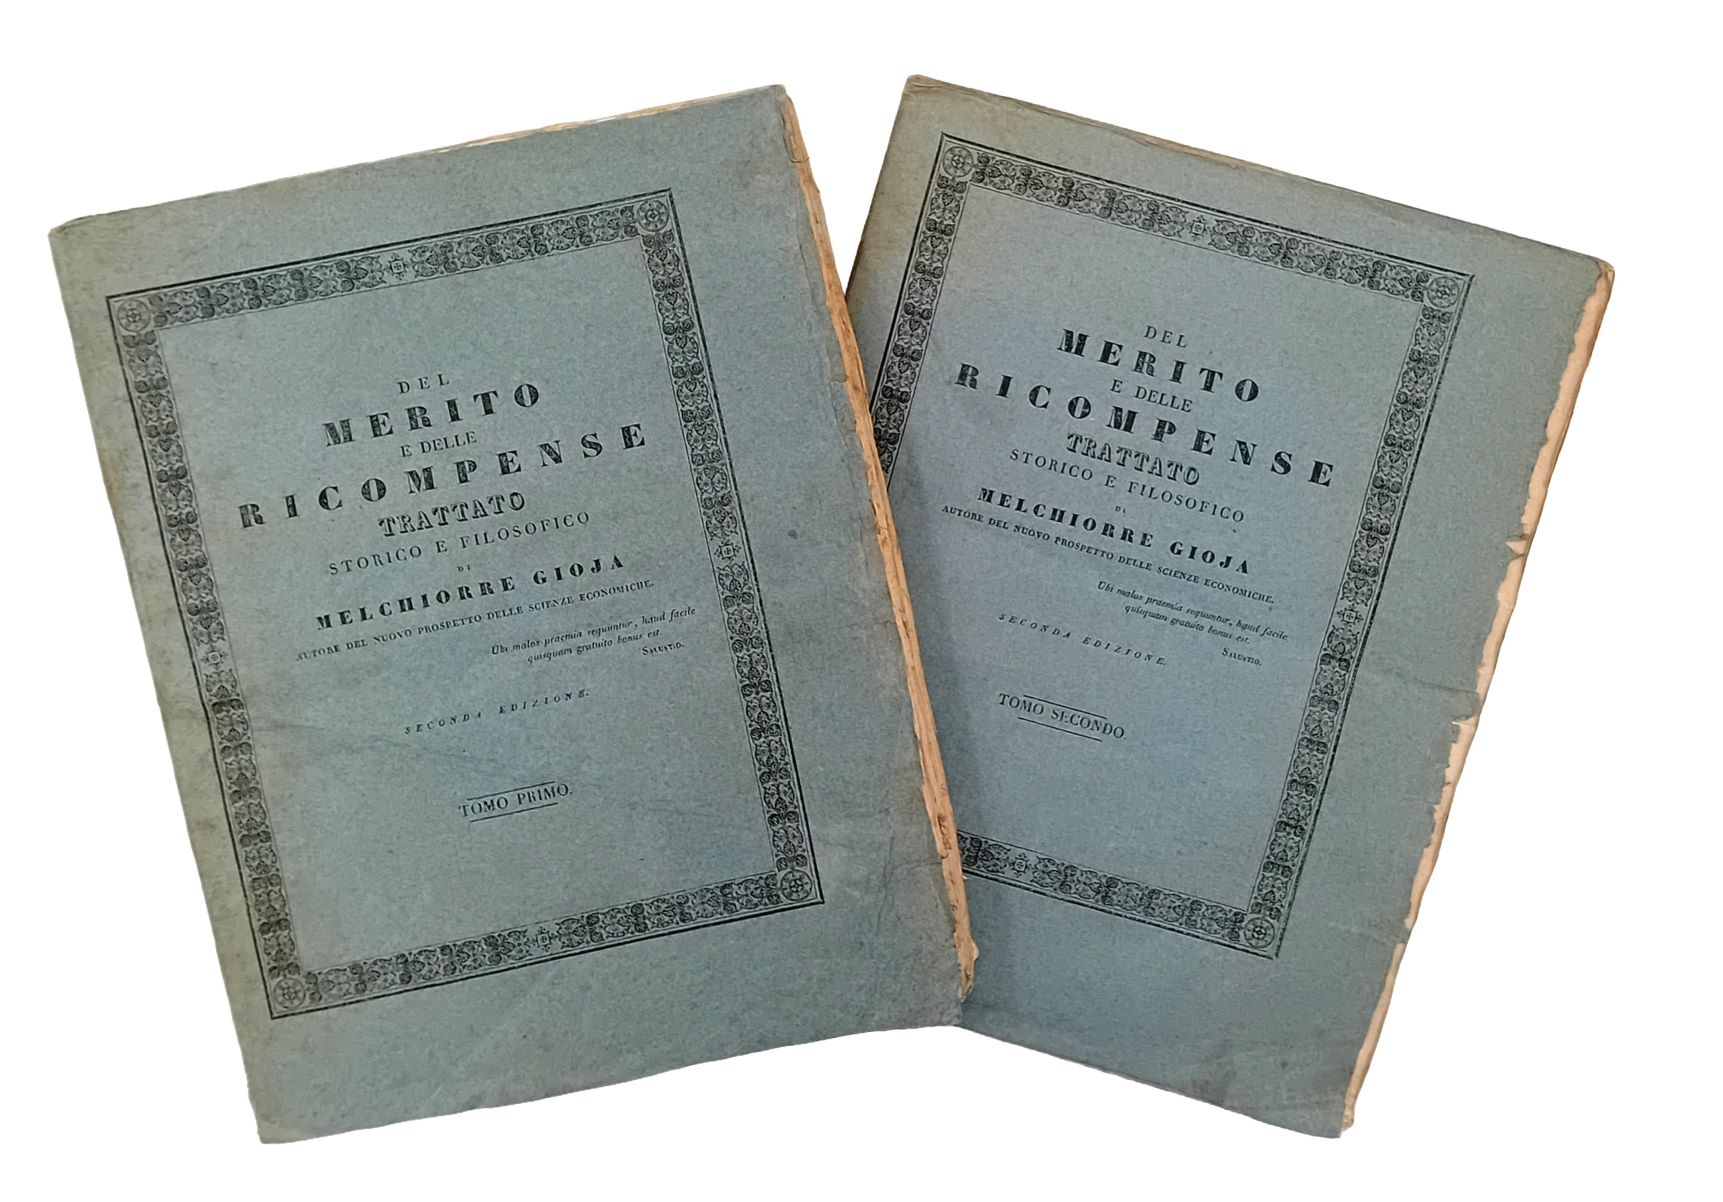 DEL
MERITO
E DELLE
RICOMPENSE
TRATTATO
STORICO E FILOSOFICO
DI
MELCHIORRE GIOJA
AUTORE DEL NUOVO PROSPETTO DELLE SCIENZE ECONOMICHE.
Ubi malos praemia sequuntur, haud facile
quisquam gratuito bonus est.
SALUSTIO.
SECONDA EDIZIONE.
TOMO PRIMO.
DEL
MERITO
E DELLE
RICOMPENSE
TRATTATO
STORICO E FILOSOFICO
DI
MELCHIORRE GIOJA
AUTORE DEL NUOVO PROSPETTO DELLE SCIENZE ECONOMICHE.
Ubi malos praemia sequuntur, haud facile
quisquam gratuito bonus est.
SALUSTIO.
SECONDA EDIZIONE.
TOMO SECONDO.